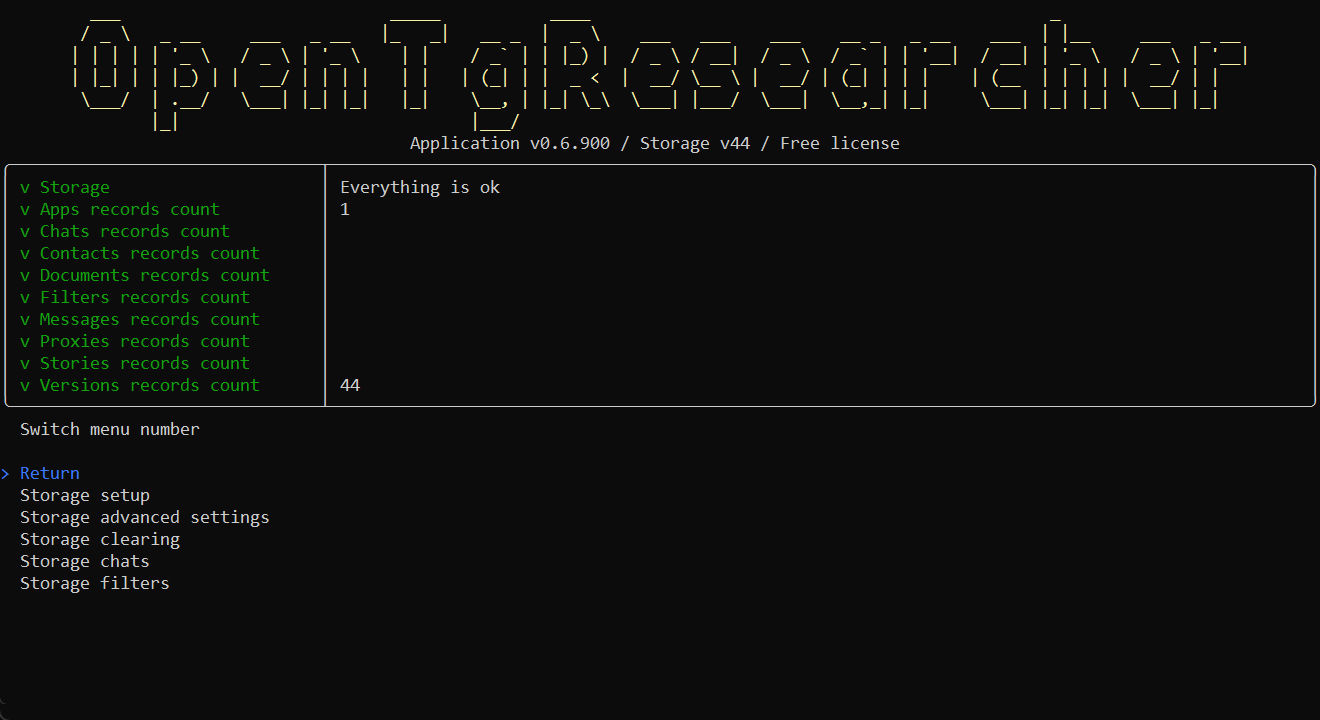 OpenTgResearcher
Application v0.6.900 / Storage v44 / Free license
v Storage Everything is ok
v Apps records count 1
v Chats records count
v Contacts records count
v Documents records count
v Filters records count
v Messages records count
v Proxies records count
v Stories records count
v Versions records count 44
Switch menu number
> Return
Storage setup
Storage advanced settings
Storage clearing
Storage chats
Storage filters